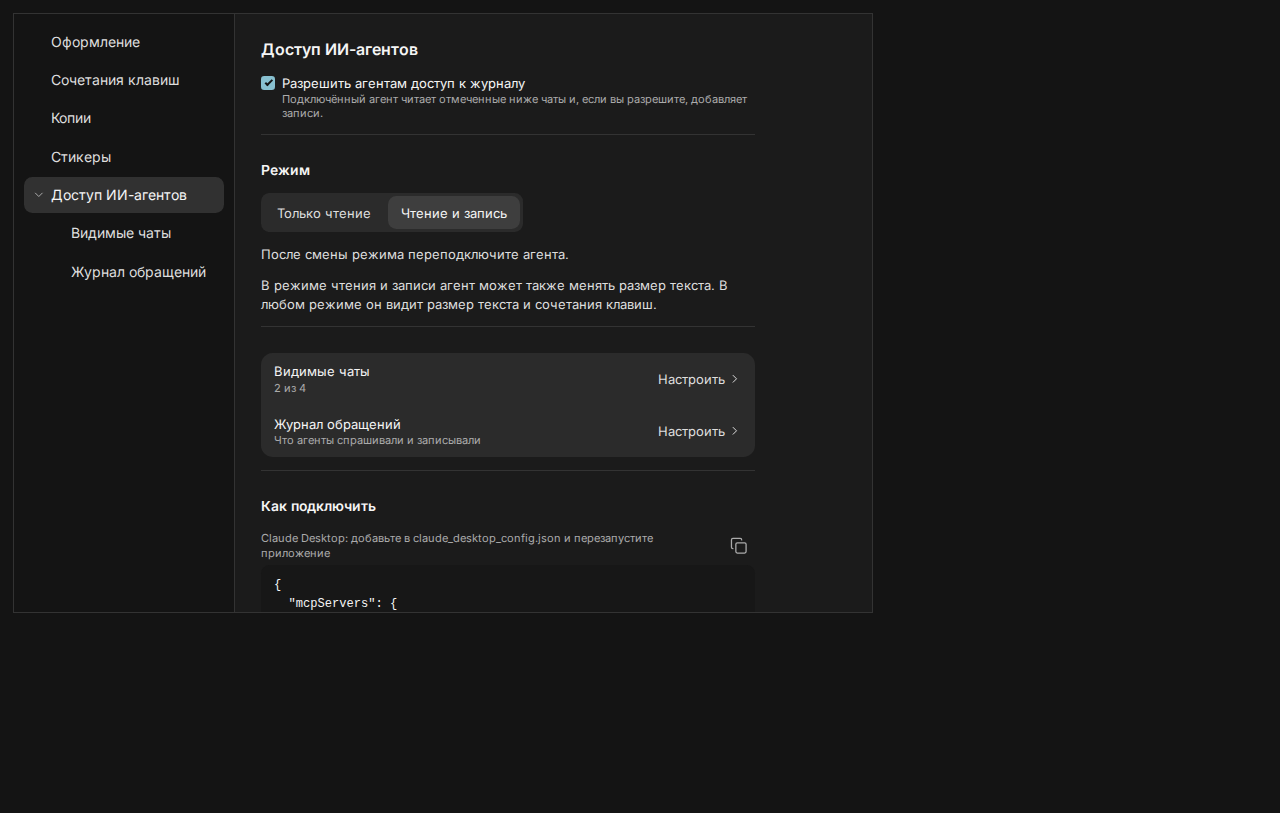 Оформление
Сочетания клавиш
Копии
Стикеры
Доступ ИИ-агентов
Видимые чаты
Журнал обращений
Доступ ИИ-агентов
Разрешить агентам доступ к журналу
Подключённый агент читает отмеченные ниже чаты и, если вы разрешите, добавляет
записи.
Режим
Только чтение
Чтение и запись
После смены режима переподключите агента.
В режиме чтения и записи агент может также менять размер текста. В
любом режиме он видит размер текста и сочетания клавиш.
Видимые чаты
2 из 4
Настроить
Журнал обращений
Что агенты спрашивали и записывали
Настроить
Как подключить
Claude Desktop: добавьте в claude_desktop_config.json и перезапустите
приложение
{
"mcpServers": {